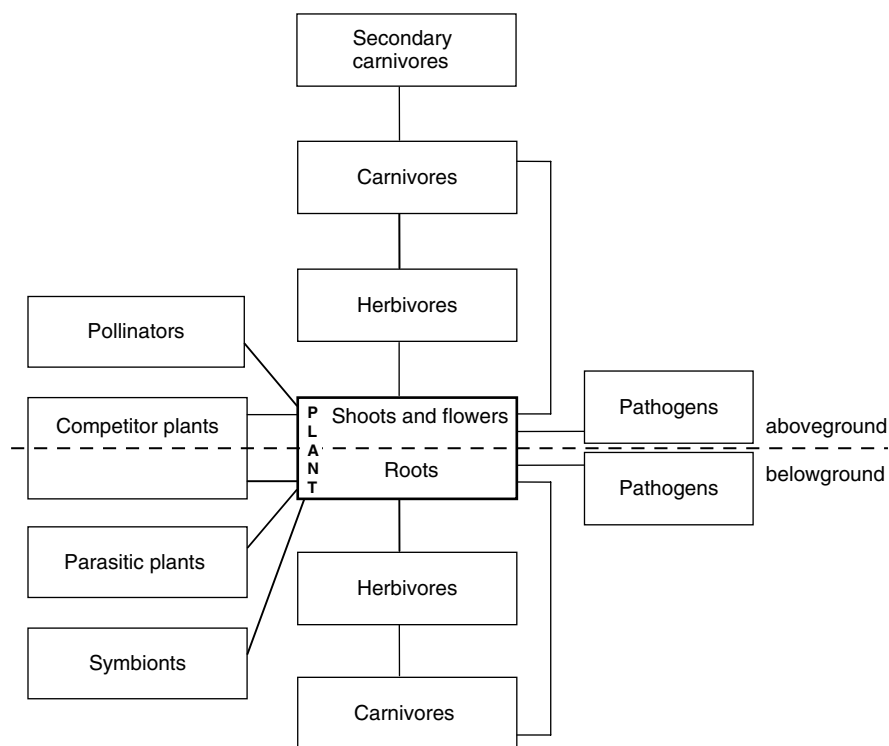 Secondary
carnivores
Carnivores
Herbivores
Pollinators
Competitor plants
PLANT
Shoots and flowers
Roots
Pathogens
aboveground
belowground
Pathogens
Parasitic plants
Herbivores
Symbionts
Carnivores